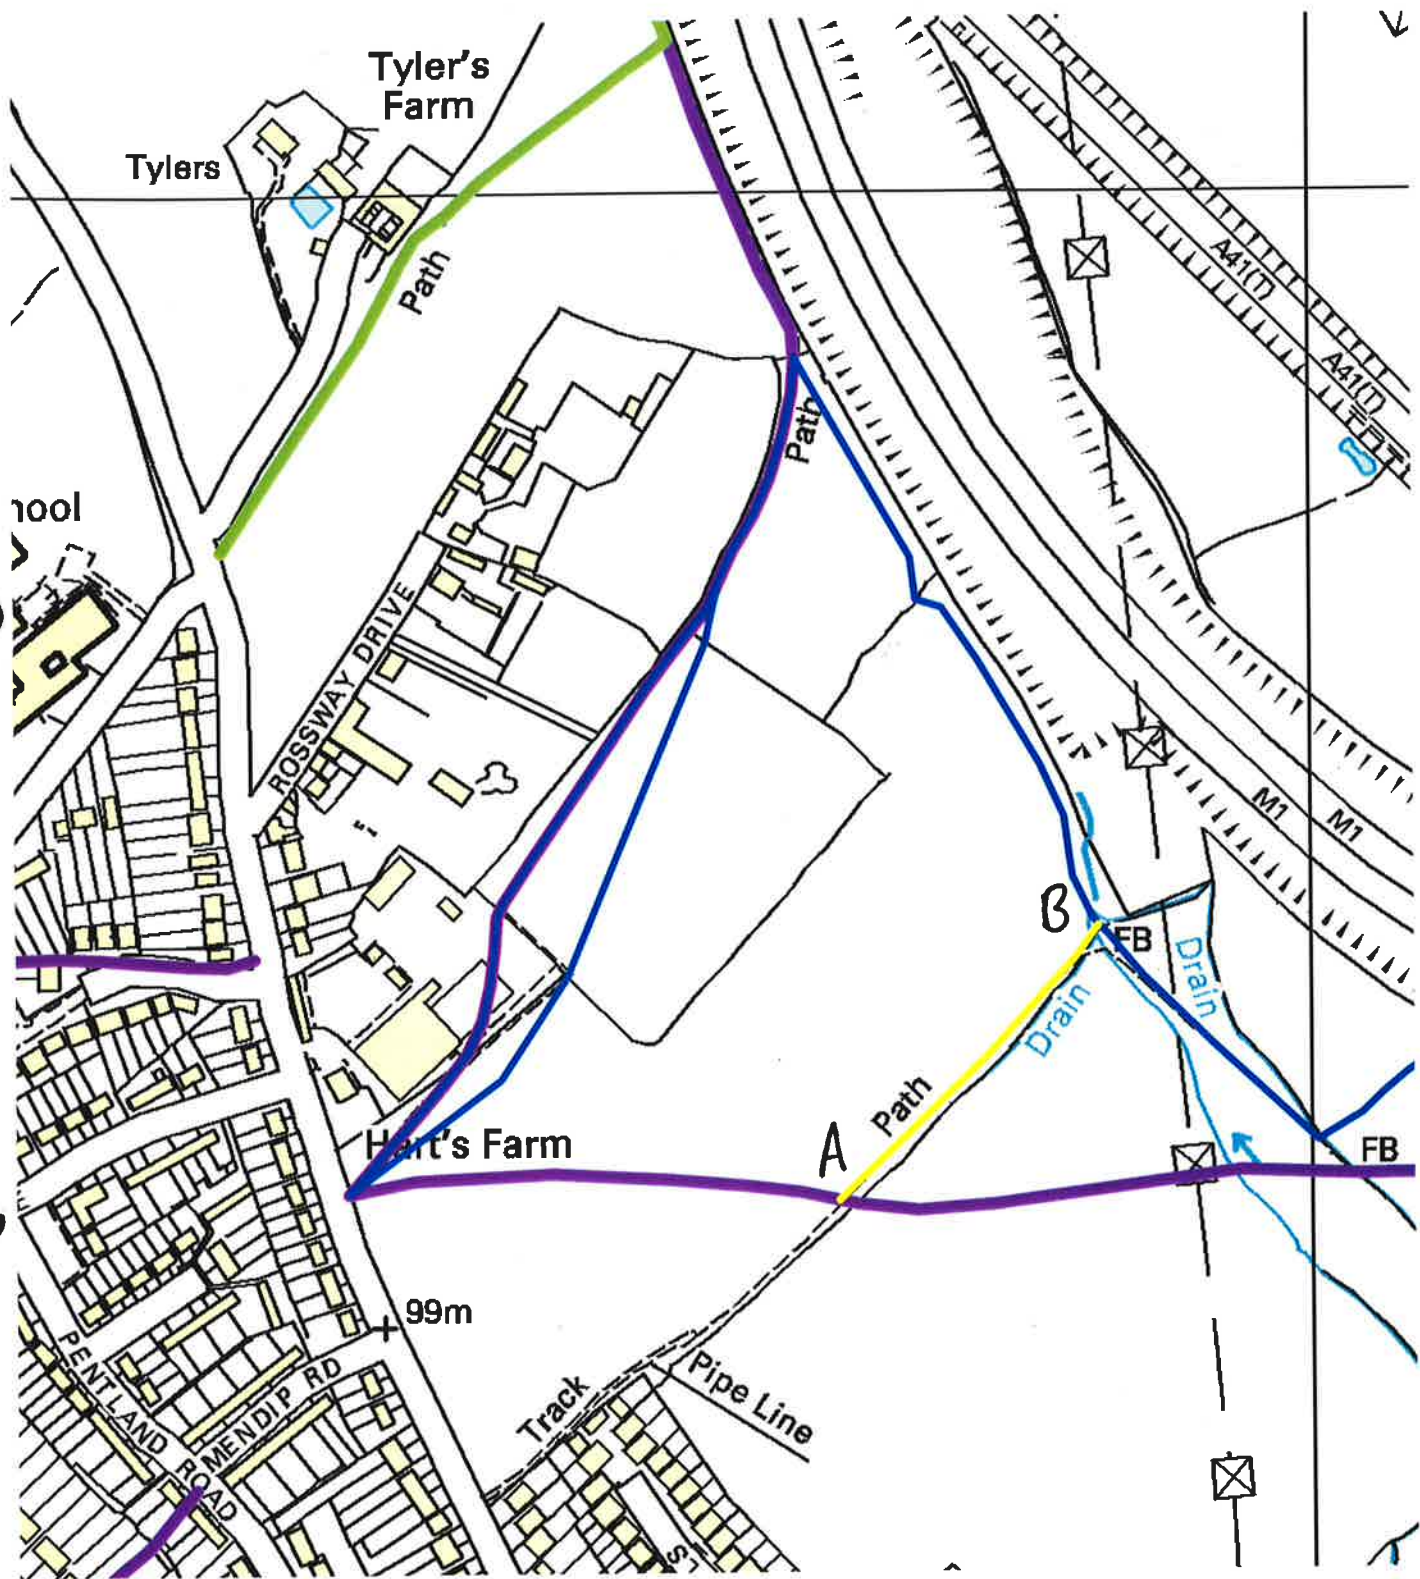 Tyler's
Farm
Tylers
Path
A41(T)
A41(T)
Path
hool
ROSSWAY DRIVE
M1
M1
B
FB
Drain
Drain
Path
A
Hart's Farm
FB
99m
PENTLAND
ROAD
MENDIP RD
Track
Pipe Line